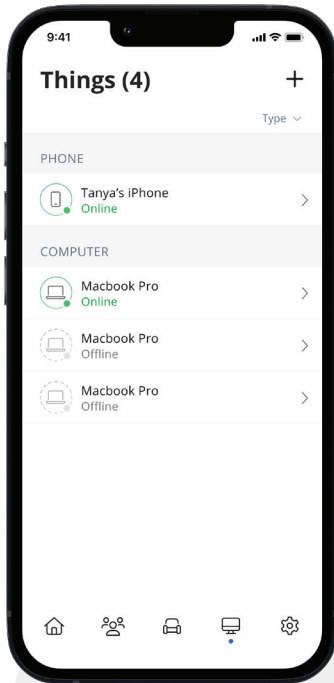 9:41
Things (4)
Type
PHONE
Tanya’s iPhone
Online
COMPUTER
Macbook Pro
Online
Macbook Pro
Offline
Macbook Pro
Offline